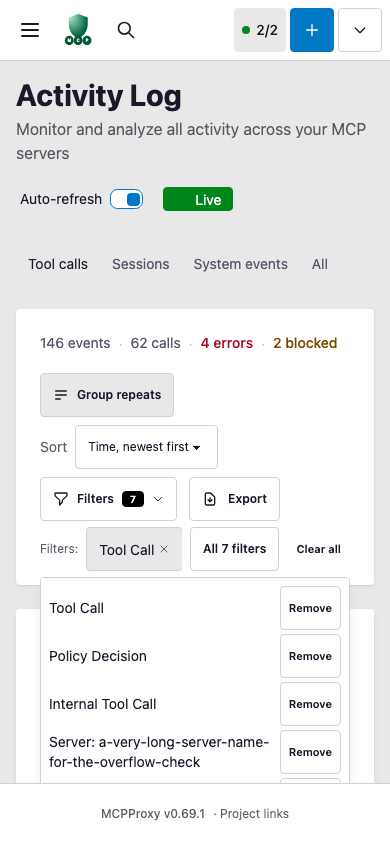 MCP
2/2
Activity Log
Monitor and analyze all activity across your MCP
servers
Auto-refresh
Live
Tool calls
Sessions
System events
All
146 events · 62 calls · 4 errors · 2 blocked
Group repeats
Sort
Time, newest first
Filters 7
Export
Filters:
Tool Call ×
All 7 filters
Clear all
Tool Call
Remove
Policy Decision
Remove
Internal Tool Call
Remove
Server: a-very-long-server-name-
for-the-overflow-check
Remove
MCPProxy v0.69.1 · Project links